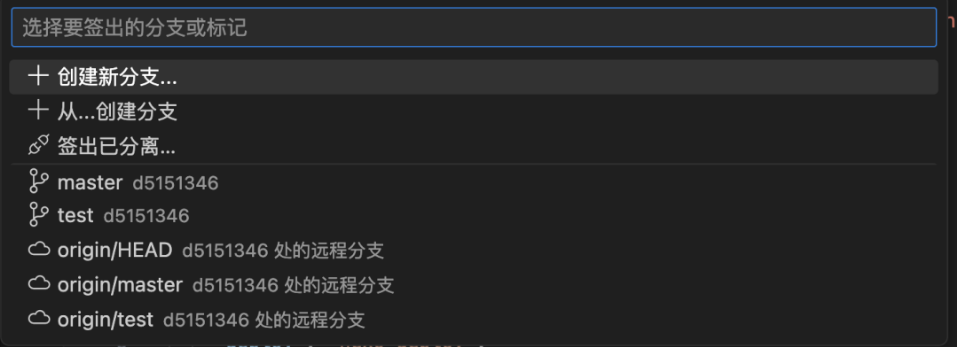 选择要签出的分支或标记
创建新分支...
从...创建分支
签出已分离...
master d5151346
test d5151346
origin/HEAD d5151346 处的远程分支
origin/master d5151346 处的远程分支
origin/test d5151346 处的远程分支